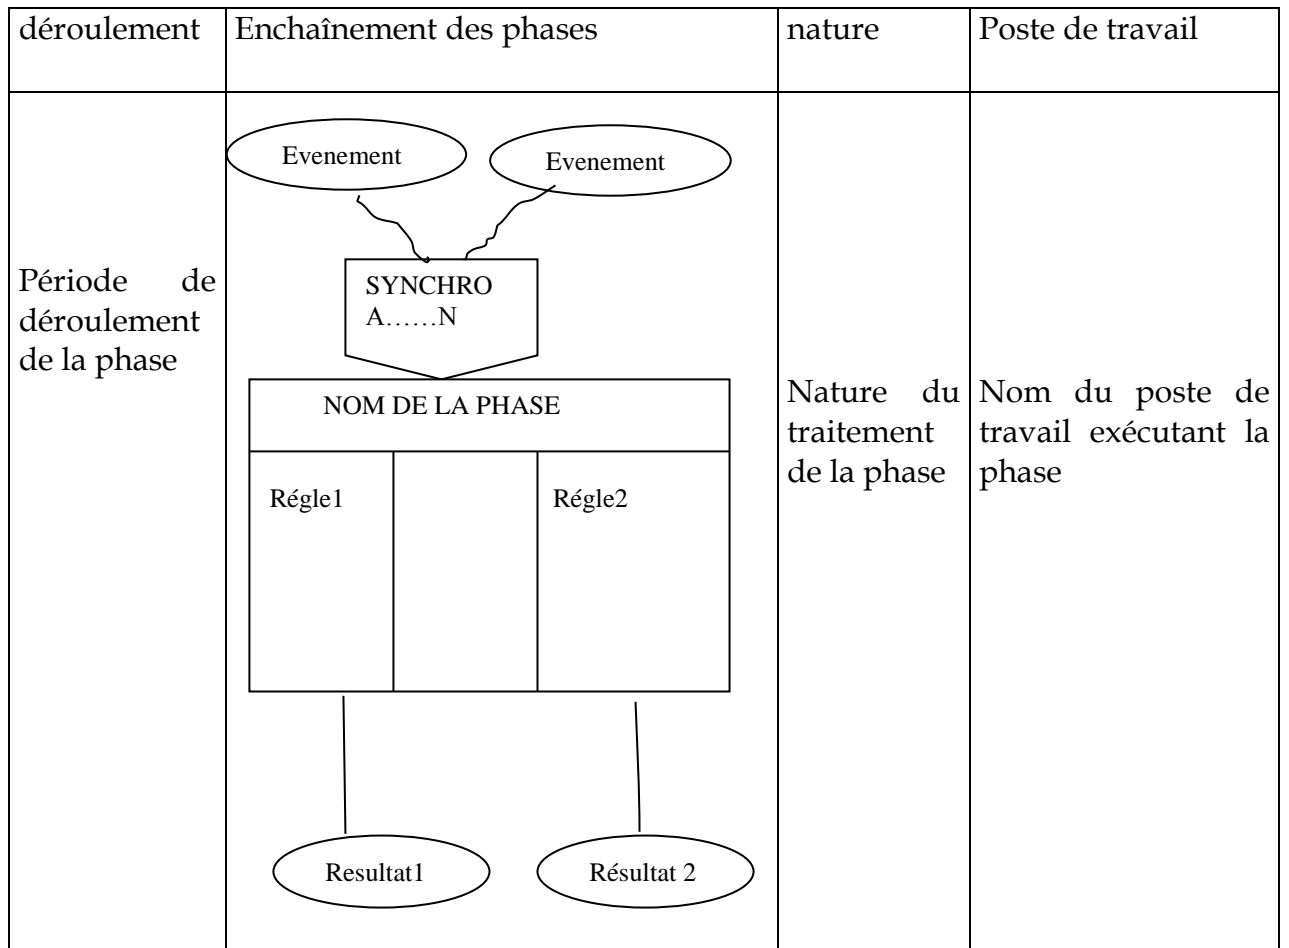 déroulement
Enchaînement des phases
nature
Poste de travail
Période de
déroulement
de la phase
Evenement
Evenement
SYNCHRO
A……N
NOM DE LA PHASE
Régle1
Régle2
Resultat1
Résultat 2
Nature du
traitement
de la phase
Nom du poste de
travail exécutant la
phase